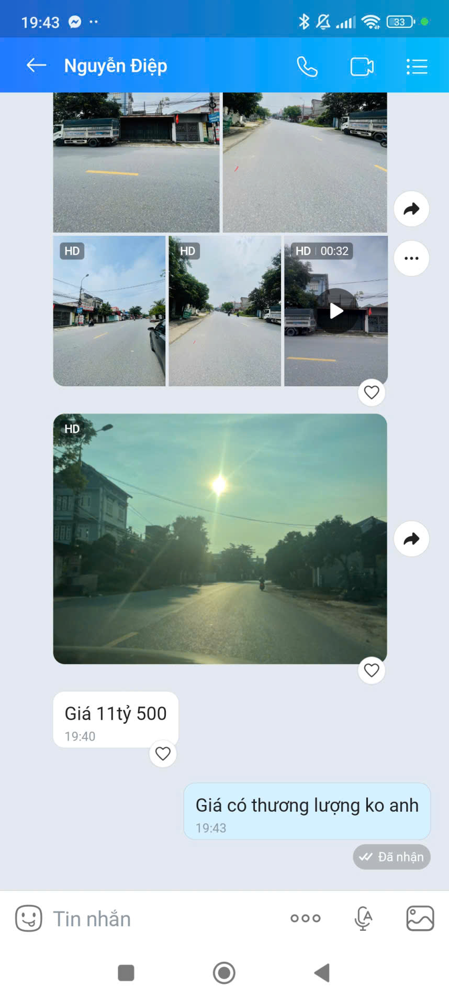 19:43
33
Nguyễn Điệp
HD
HD
HD 00:32
HD
Giá 11tỷ 500
19:40
Giá có thương lượng ko anh
19:43
Đã nhận
Tin nhắn